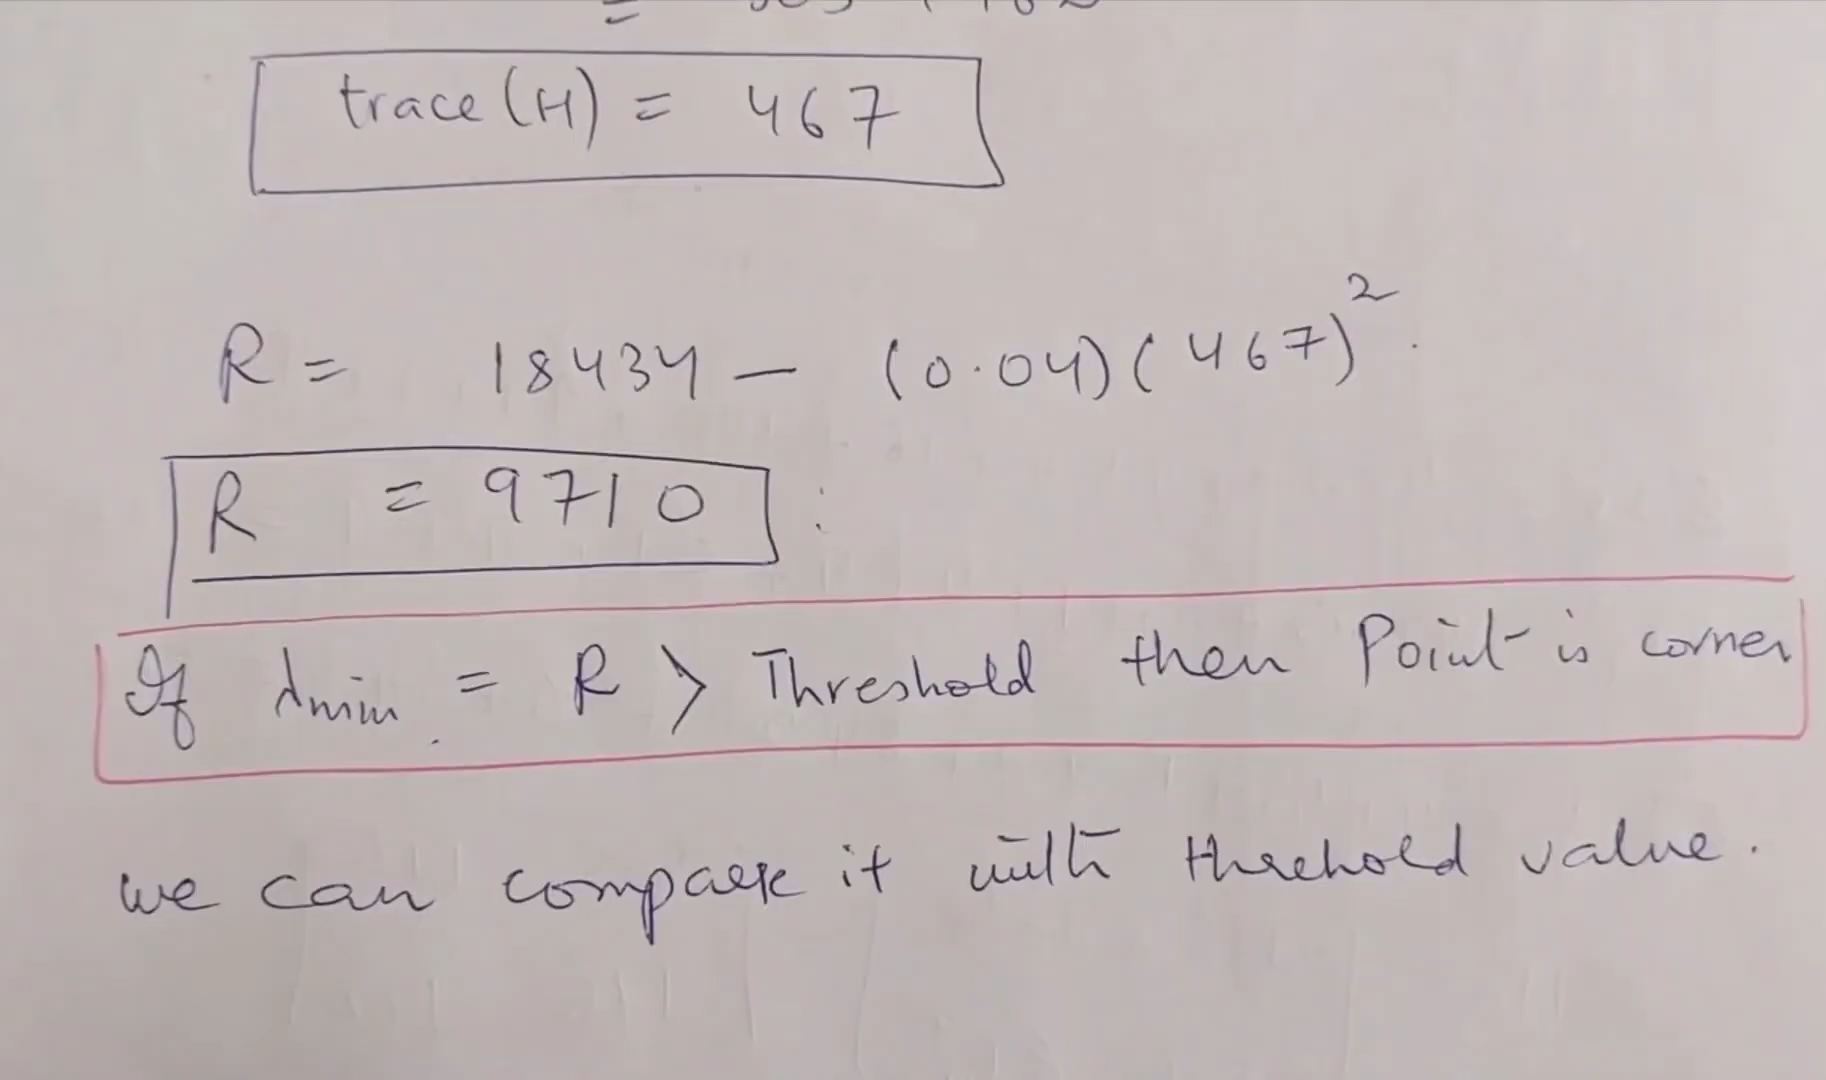 trace (H) = 467
R = 18434 - (0.04)(467)²
R = 9710
If λmin = R > Threshold then Point is corner
we can compare it with threhold value.